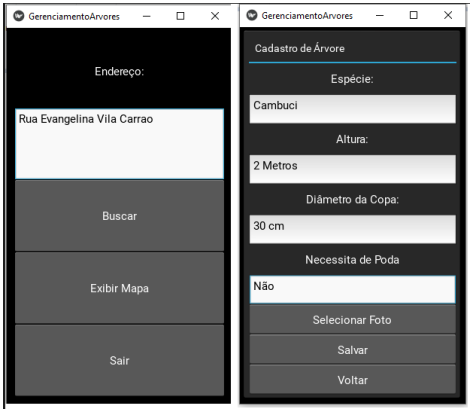 GerenciamentoArvores
Endereço:
Rua Evangelina Vila Carrao
Buscar
Exibir Mapa
Sair
GerenciamentoArvores
Cadastro de Árvore
Espécie:
Cambuci
Altura:
2 Metros
Diâmetro da Copa:
30 cm
Necessita de Poda
Não
Selecionar Foto
Salvar
Voltar